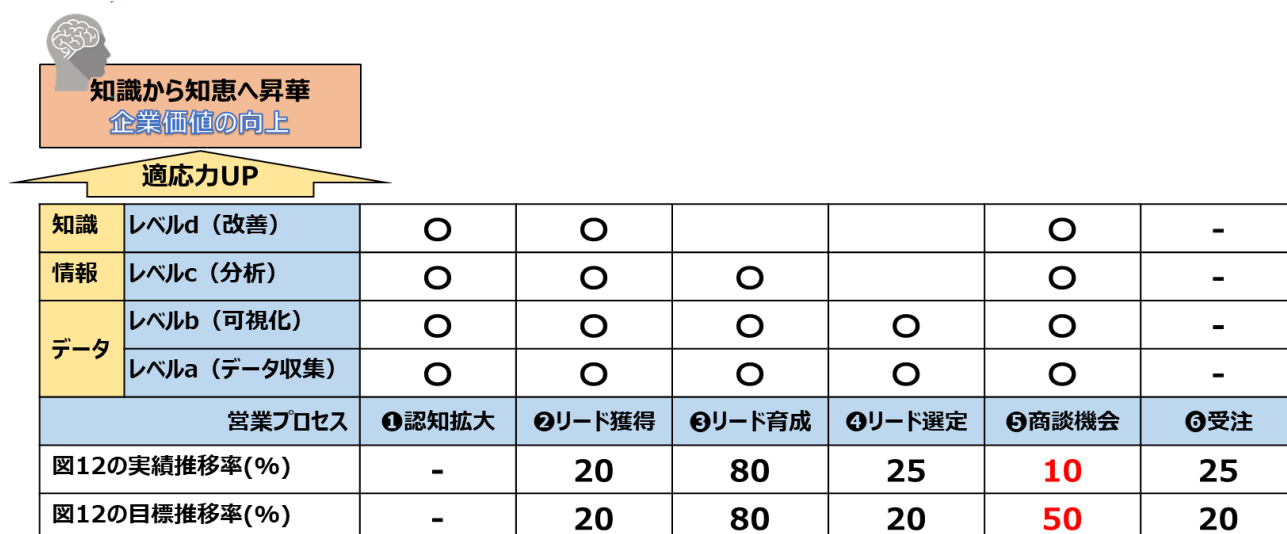 知識から知恵へ昇華
企業価値の向上
適応力UP
知識 レベルd（改善） 〇 〇 〇 -
情報 レベルc（分析） 〇 〇 〇 〇 -
データ
レベルb（可視化） 〇 〇 〇 〇 〇 -
レベルa（データ収集） 〇 〇 〇 〇 〇 -
営業プロセス ❶認知拡大 ❷リード獲得 ❸リード育成 ❹リード選定 ❺商談機会 ❻受注
図12の実績推移率(%) - 20 80 25 10 25
図12の目標推移率(%) - 20 80 20 50 20